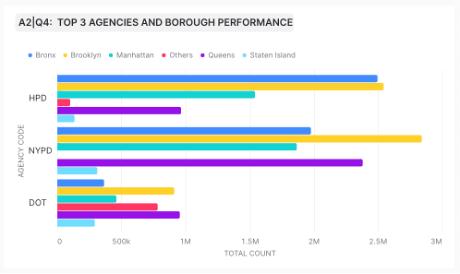 A2|Q4: TOP 3 AGENCIES AND BOROUGH PERFORMANCE
Bronx Brooklyn Manhattan Others Queens Staten Island
HPD
NYPD
DOT
AGENCY CODE
0 500k 1M 1.5M 2M 2.5M 3M
TOTAL COUNT